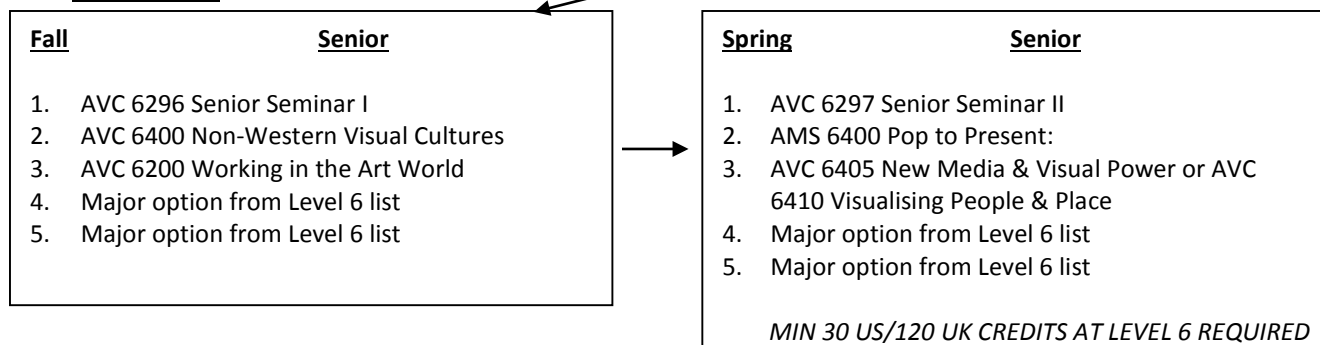 Fall Senior
1. AVC 6296 Senior Seminar I
2. AVC 6400 Non-Western Visual Cultures
3. AVC 6200 Working in the Art World
4. Major option from Level 6 list
5. Major option from Level 6 list
Spring Senior
1. AVC 6297 Senior Seminar II
2. AMS 6400 Pop to Present:
3. AVC 6405 New Media & Visual Power or AVC
6410 Visualising People & Place
4. Major option from Level 6 list
5. Major option from Level 6 list
MIN 30 US/120 UK CREDITS AT LEVEL 6 REQUIRED